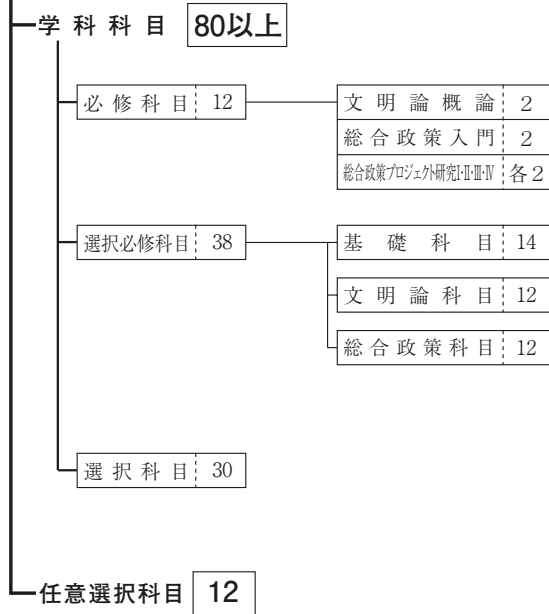 学科科目 80以上
必修科目 12 文明論概論 2
総合政策入門 2
総合政策プロジェクト研究Ⅰ・Ⅱ・Ⅲ・Ⅳ 各2
選択必修科目 38 基礎科目 14
文明論科目 12
総合政策科目 12
選択科目 30
任意選択科目 12